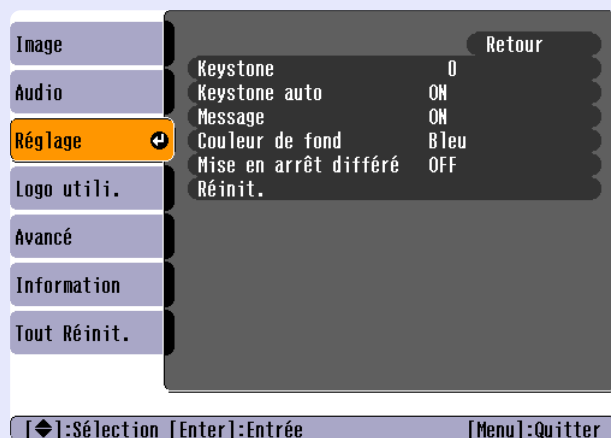 Image
Audio
Réglage
Logo utili.
Avancé
Information
Tout Réinit.
Retour
Keystone 0
Keystone auto ON
Message ON
Couleur de fond Bleu
Mise en arrêt différé OFF
Réinit.
[◆]:Sélection [Enter]:Entrée [Menu]:Quitter